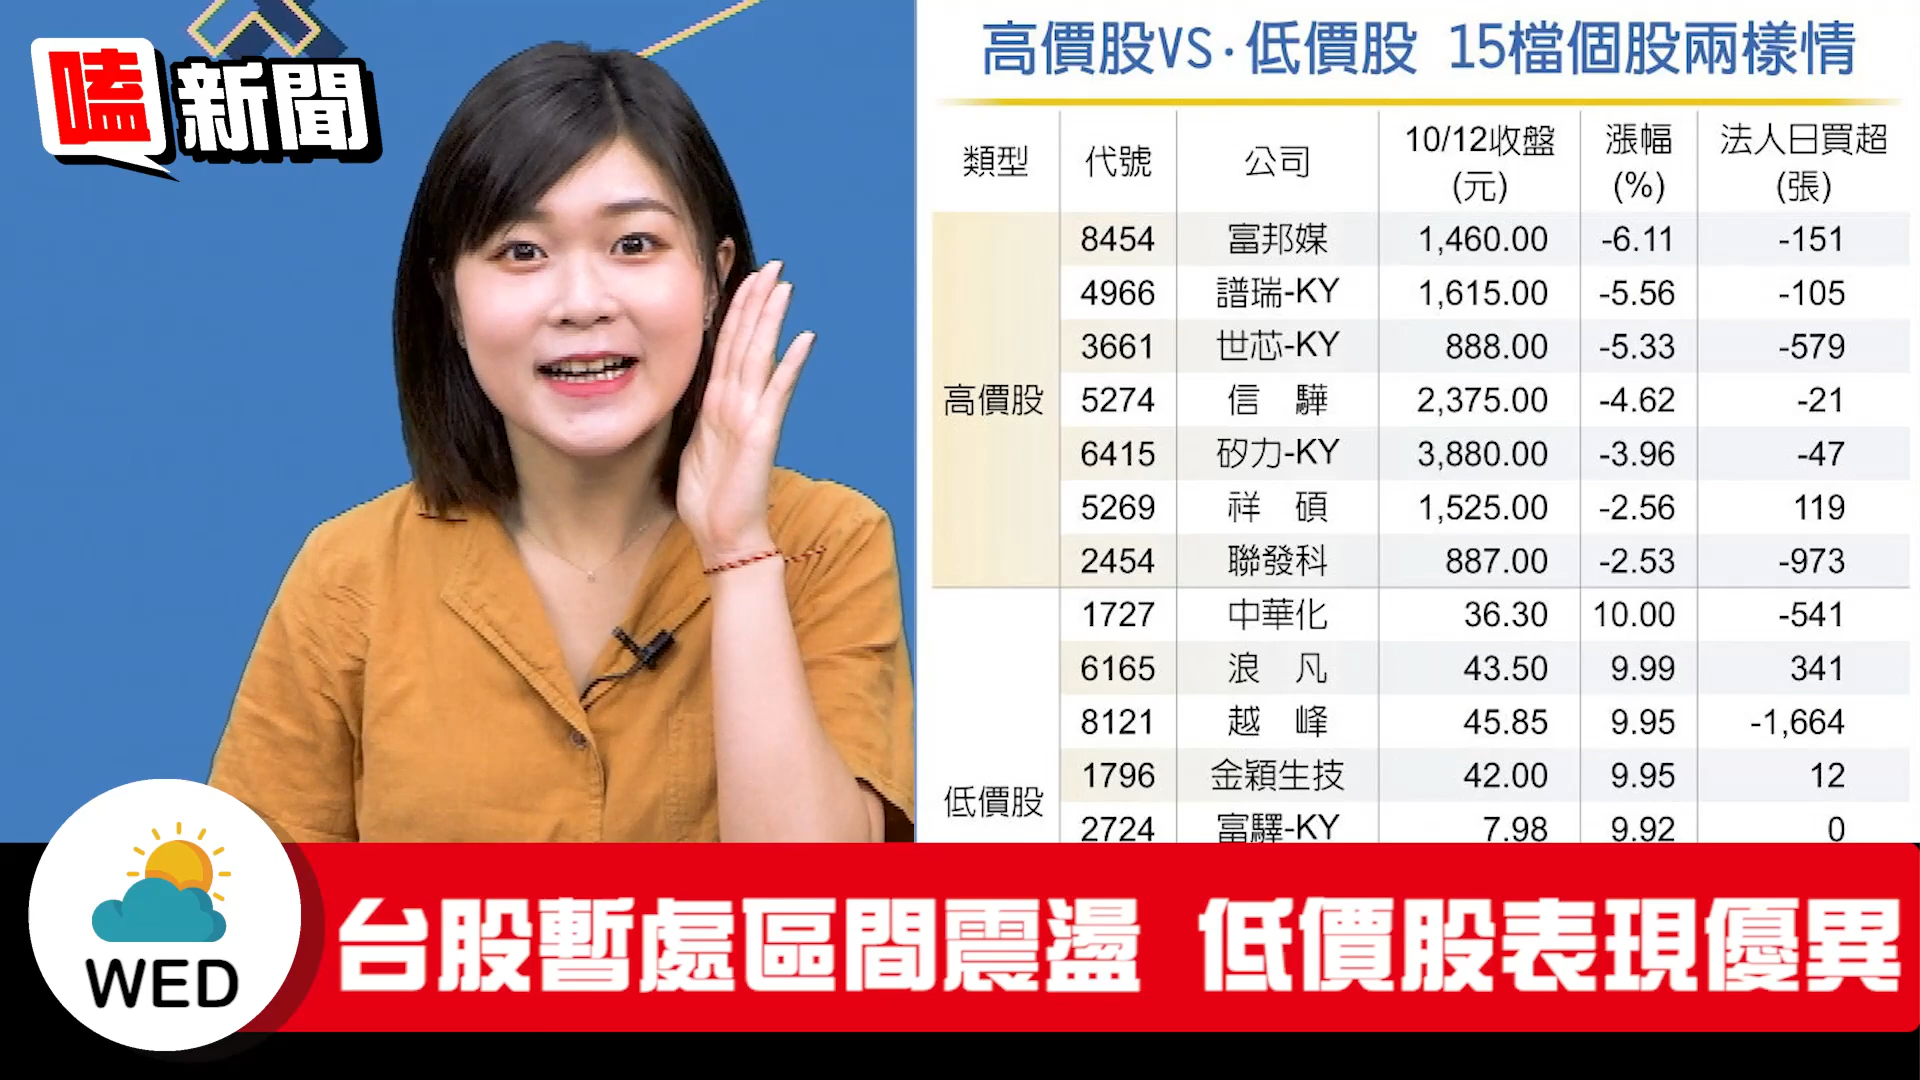 嗑新聞
高價股VS.低價股 15檔個股兩樣情
類型 代號 公司 10/12收盤(元) 漲幅(%) 法人日買超(張)
高價股
8454 富邦媒 1,460.00 -6.11 -151
4966 譜瑞-KY 1,615.00 -5.56 -105
3661 世芯-KY 888.00 -5.33 -579
5274 信 驊 2,375.00 -4.62 -21
6415 矽力-KY 3,880.00 -3.96 -47
5269 祥 碩 1,525.00 -2.56 119
2454 聯發科 887.00 -2.53 -973
低價股
1727 中華化 36.30 10.00 -541
6165 浪 凡 43.50 9.99 341
8121 越 峰 45.85 9.95 -1,664
1796 金穎生技 42.00 9.95 12
2724 富驛-KY 7.98 9.92 0
WED
台股暫處區間震盪 低價股表現優異